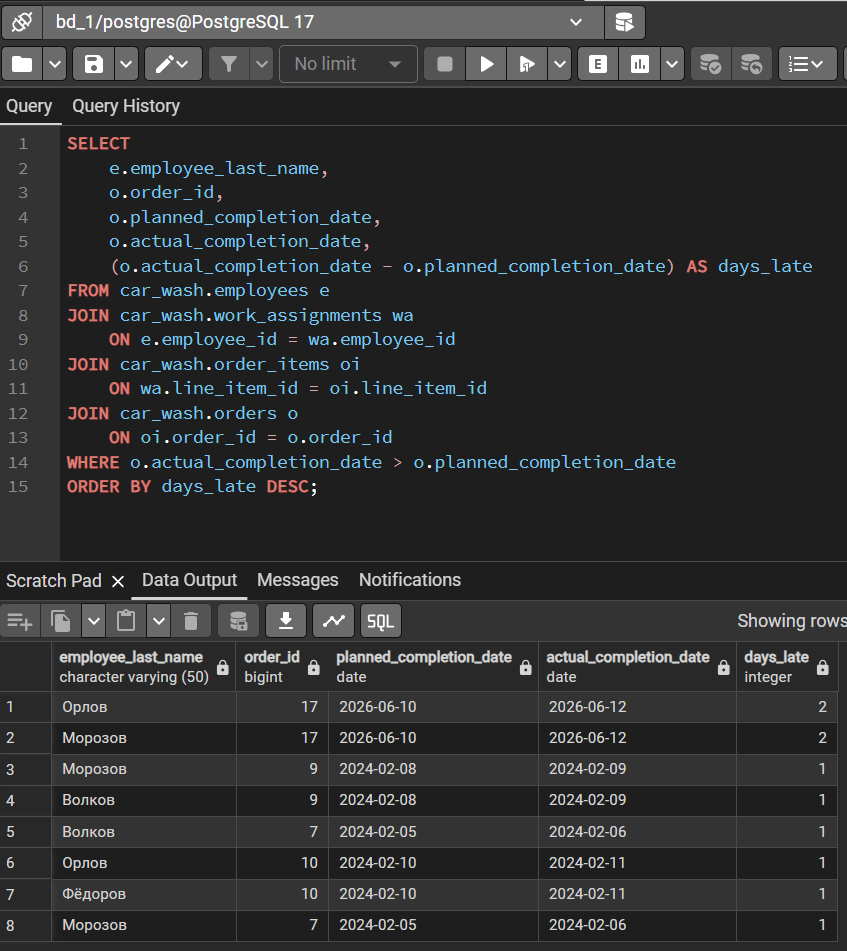 bd_1/postgres@PostgreSQL 17
No limit
E
Query Query History
1 SELECT
2 e.employee_last_name,
3 o.order_id,
4 o.planned_completion_date,
5 o.actual_completion_date,
6 (o.actual_completion_date - o.planned_completion_date) AS days_late
7 FROM car_wash.employees e
8 JOIN car_wash.work_assignments wa
9 ON e.employee_id = wa.employee_id
10 JOIN car_wash.order_items oi
11 ON wa.line_item_id = oi.line_item_id
12 JOIN car_wash.orders o
13 ON oi.order_id = o.order_id
14 WHERE o.actual_completion_date > o.planned_completion_date
15 ORDER BY days_late DESC;
Scratch Pad Data Output Messages Notifications
SQL Showing rows
employee_last_name order_id planned_completion_date actual_completion_date days_late
character varying (50) bigint date date integer
1 Орлов 17 2026-06-10 2026-06-12 2
2 Морозов 17 2026-06-10 2026-06-12 2
3 Морозов 9 2024-02-08 2024-02-09 1
4 Волков 9 2024-02-08 2024-02-09 1
5 Волков 7 2024-02-05 2024-02-06 1
6 Орлов 10 2024-02-10 2024-02-11 1
7 Фёдоров 10 2024-02-10 2024-02-11 1
8 Морозов 7 2024-02-05 2024-02-06 1